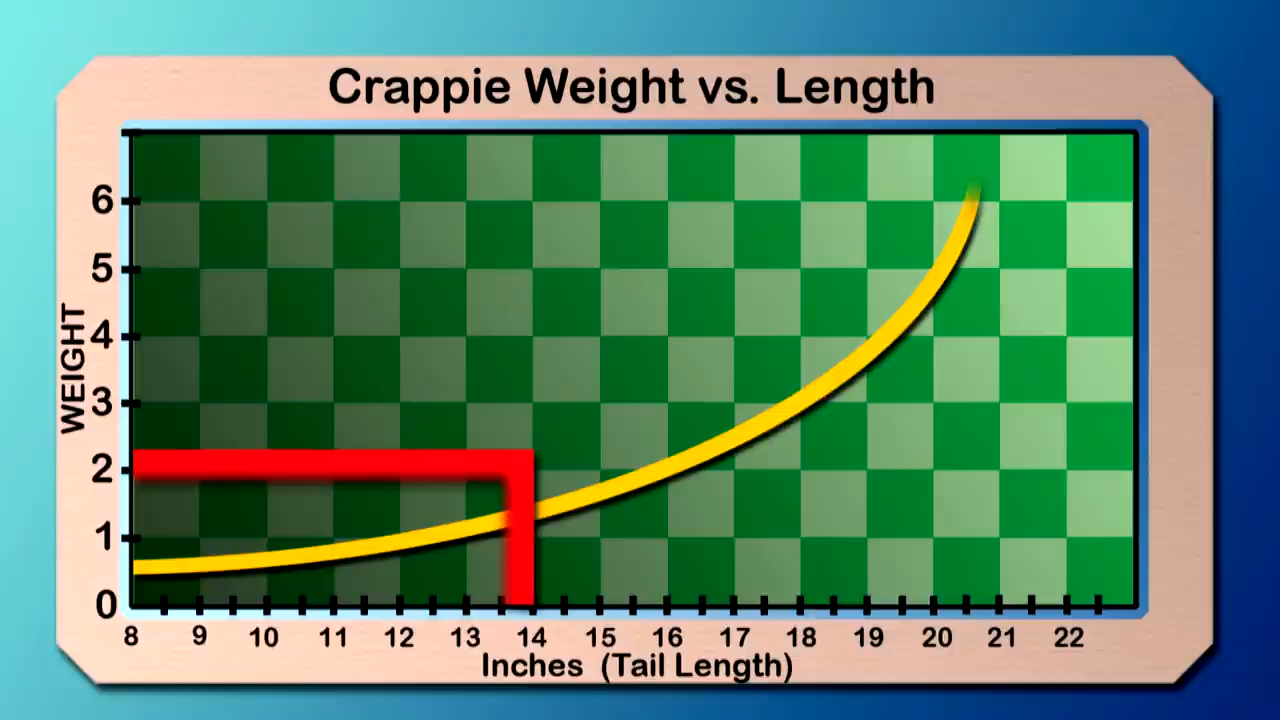 Crappie Weight vs. Length
WEIGHT
6
5
4
3
2
1
0
8 9 10 11 12 13 14 15 16 17 18 19 20 21 22
Inches (Tail Length)